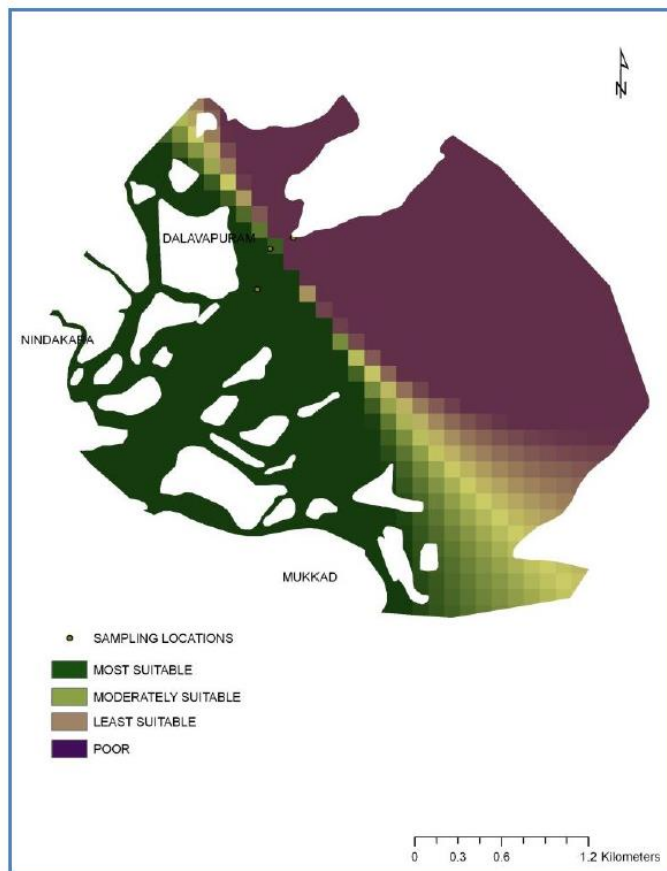 N
DALAVAPURAM
NINDAKARA
MUKKAD
SAMPLING LOCATIONS
MOST SUITABLE
MODERATELY SUITABLE
LEAST SUITABLE
POOR
0 0.3 0.6 1.2 Kilometers